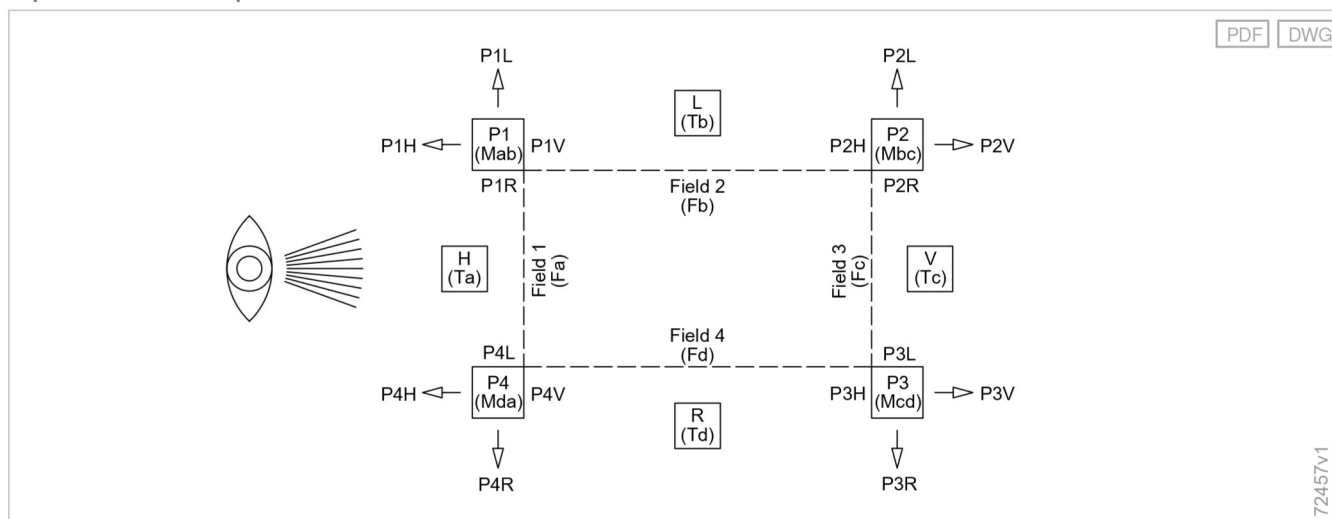 PDF
DWG
P1L
P2L
L
(Tb)
P1H
P1
(Mab)
P1V
P2H
P2
(Mbc)
P2V
P1R
Field 2
(Fb)
P2R
H
(Ta)
Field 1
(Fa)
Field 3
(Fc)
V
(Tc)
P4L
Field 4
(Fd)
P3L
P4H
P4
(Mda)
P4V
R
(Td)
P3H
P3
(Mcd)
P3V
P4R
P3R
72457v1